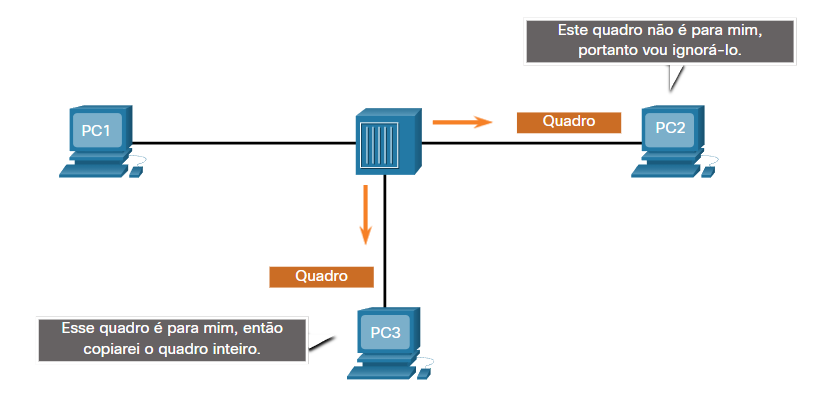 Este quadro não é para mim,
portanto vou ignorá-lo.
PC1
Quadro
PC2
Quadro
Esse quadro é para mim, então
copiarei o quadro inteiro.
PC3